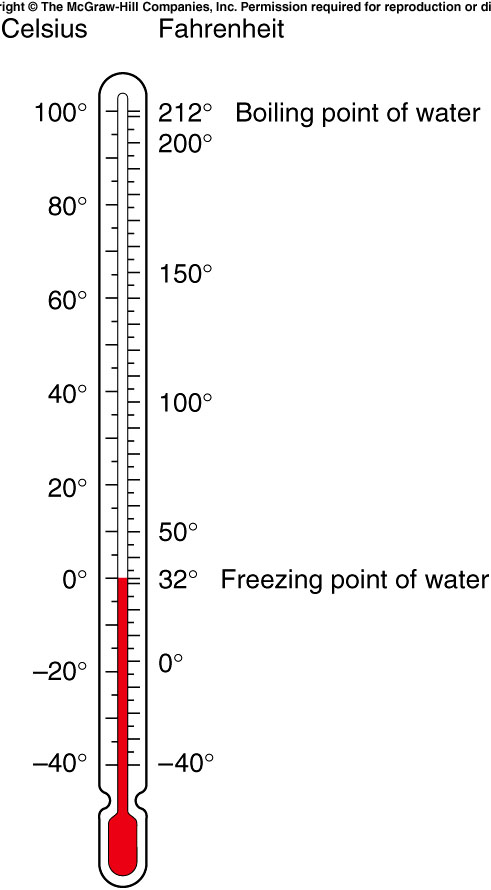 right © The McGraw-Hill Companies, Inc. Permission required for reproduction or di
Celsius Fahrenheit
100° 212° Boiling point of water
200°
80°
150°
60°
40° 100°
20°
50°
0° 32° Freezing point of water
–20° 0°
–40° –40°